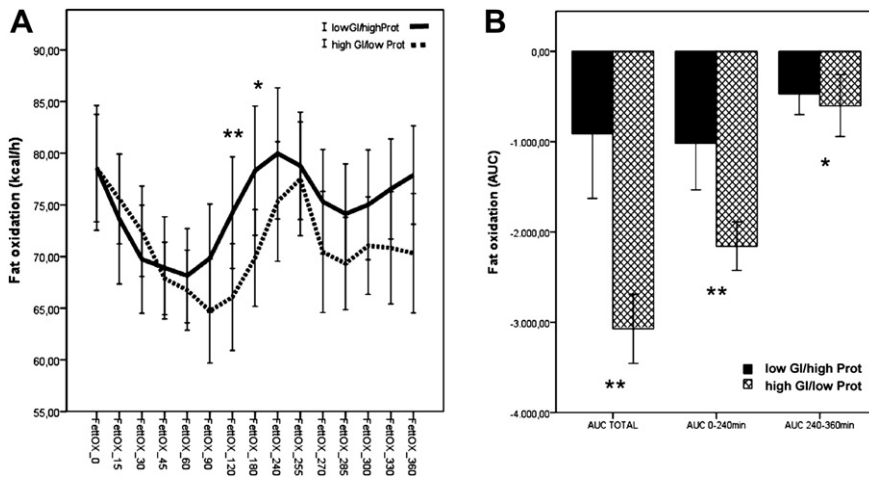 A
lowGI/highProt
high GI/low Prot
Fat oxidation (kcal/h)
90,00
85,00
80,00
75,00
70,00
65,00
60,00
55,00
**
*
FettOX_0
FettOX_15
FettOX_30
FettOX_45
FettOX_60
FettOX_90
FettOX_120
FettOX_180
FettOX_240
FettOX_255
FettOX_270
FettOX_285
FettOX_300
FettOX_330
FettOX_360
B
Fat oxidation (AUC)
0,00
-1.000,00
-2.000,00
-3.000,00
-4.000,00
**
**
*
low GI/high Prot
high GI/low Prot
AUC TOTAL
AUC 0-240min
AUC 240-360min